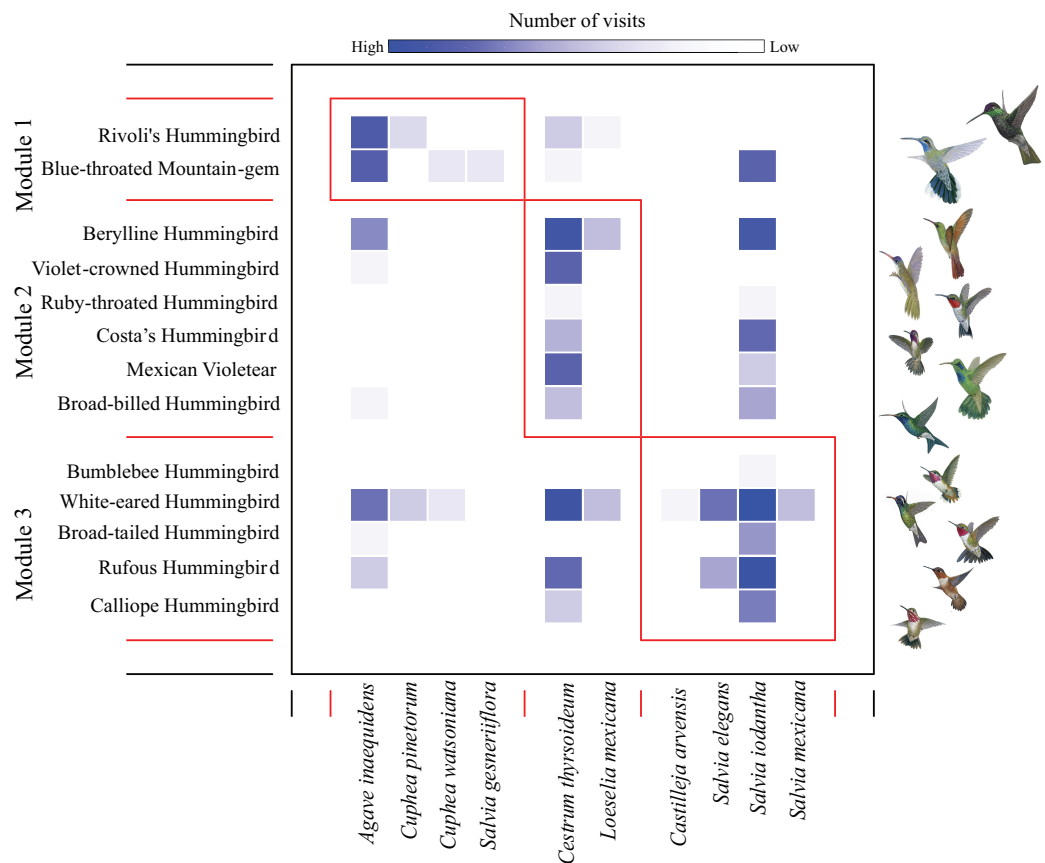 Number of visits
High
Low
Module 1
Rivoli's Hummingbird
Blue-throated Mountain-gem
Module 2
Berylline Hummingbird
Violet-crowned Hummingbird
Ruby-throated Hummingbird
Costa's Hummingbird
Mexican Violetear
Broad-billed Hummingbird
Module 3
Bumblebee Hummingbird
White-eared Hummingbird
Broad-tailed Hummingbird
Rufous Hummingbird
Calliope Hummingbird
Agave inaequidens
Cuphea pinetorum
Cuphea watsoniana
Salvia gesneriiflora
Cestrum thyrsoideum
Loeselia mexicana
Castilleja arvensis
Salvia elegans
Salvia iodantha
Salvia mexicana